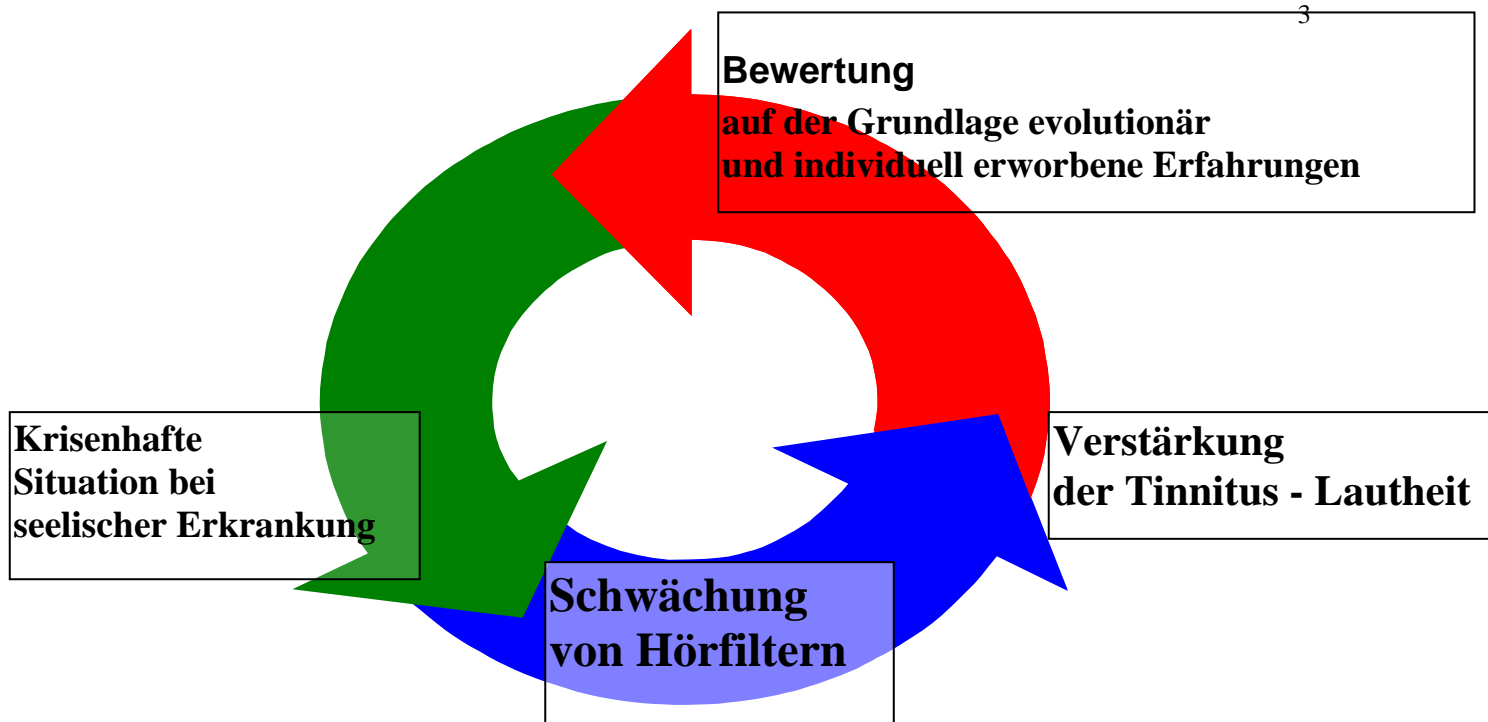 3
Bewertung
auf der Grundlage evolutionär
und individuell erworbene Erfahrungen
Krisenhafte
Situation bei
seelischer Erkrankung
Verstärkung
der Tinnitus - Lautheit
Schwächung
von Hörfiltern